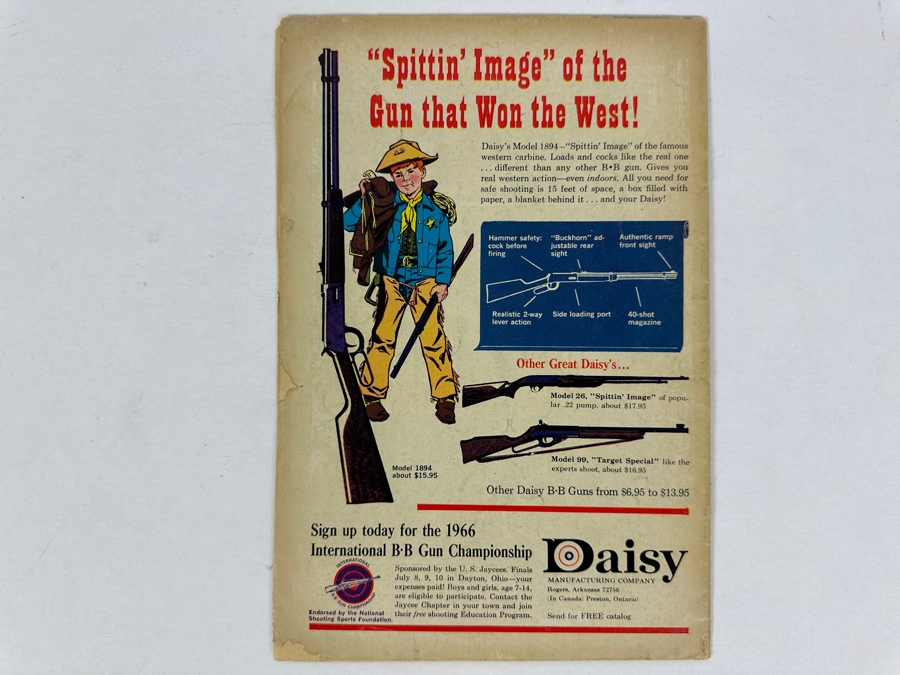 “Spittin’ Image” of the
Gun that Won the West!
Daisy's Model 1894—“Spittin' Image” of the famous
western carbine. Loads and cocks like the real one
. . . different than any other B•B gun. Gives you
real western action—even indoors. All you need for
safe shooting is 15 feet of space, a box filled with
paper, a blanket behind it . . . and your Daisy!
Hammer safety:
cock before
firing
"Buckhorn" ad-
justable rear
sight
Authentic ramp
front sight
Realistic 2-way
lever action
Side loading port
40-shot
magazine
Other Great Daisy's...
Model 26, "Spittin' Image" of popu-
lar .22 pump, about $17.95
Model 99, "Target Special" like the
experts shoot, about $16.95
Model 1894
about $15.95
Other Daisy B•B Guns from $6.95 to $13.95
Sign up today for the 1966
International B•B Gun Championship
INTERNATIONAL
B•B GUN CHAMPIONSHIP
Endorsed by the National
Shooting Sports Foundation.
Sponsored by the U. S. Jaycees. Finals
July 8, 9, 10 in Dayton, Ohio—your
expenses paid! Boys and girls, age 7-14,
are eligible to participate. Contact the
Jaycee Chapter in your town and join
their free shooting Education Program.
Daisy
MANUFACTURING COMPANY
Rogers, Arkansas 72756
(In Canada: Preston, Ontario)
Send for FREE catalog